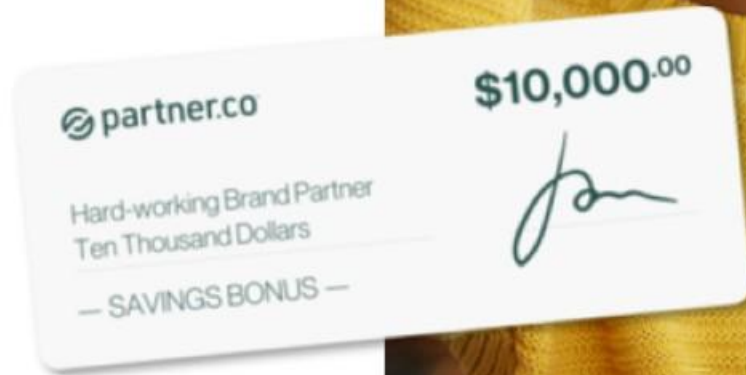 partner.co
$10,000.00
Hard-working Brand Partner
Ten Thousand Dollars
— SAVINGS BONUS —